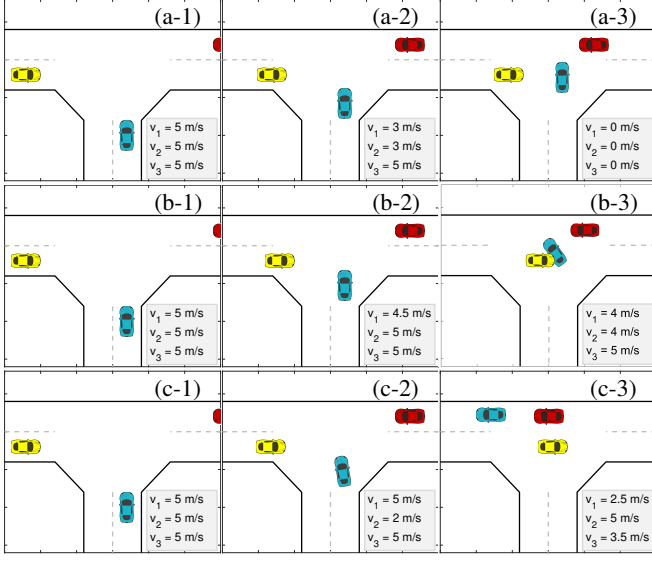 (a-1)
v1 = 5 m/s
v2 = 5 m/s
v3 = 5 m/s
(a-2)
v1 = 3 m/s
v2 = 3 m/s
v3 = 5 m/s
(a-3)
v1 = 0 m/s
v2 = 0 m/s
v3 = 0 m/s
(b-1)
v1 = 5 m/s
v2 = 5 m/s
v3 = 5 m/s
(b-2)
v1 = 4.5 m/s
v2 = 5 m/s
v3 = 5 m/s
(b-3)
v1 = 4 m/s
v2 = 4 m/s
v3 = 5 m/s
(c-1)
v1 = 5 m/s
v2 = 5 m/s
v3 = 5 m/s
(c-2)
v1 = 5 m/s
v2 = 2 m/s
v3 = 5 m/s
(c-3)
v1 = 2.5 m/s
v2 = 5 m/s
v3 = 3.5 m/s